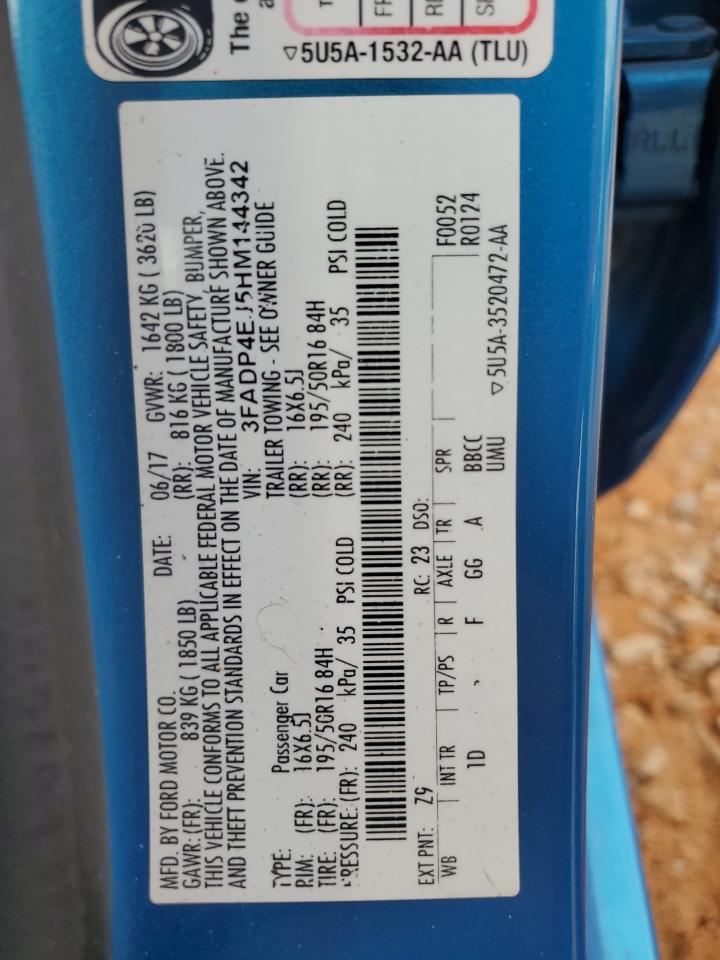 The
5U5A-1532-AA (TLU)
MFD. BY FORD MOTOR CO. DATE: 06/17 GVWR: 1642 KG ( 3620 LB)
GAWR: (FR): 839 KG ( 1850 LB) (RR): 816 KG ( 1800 LB)
THIS VEHICLE CONFORMS TO ALL APPLICABLE FEDERAL MOTOR VEHICLE SAFETY, BUMPER,
AND THEFT PREVENTION STANDARDS IN EFFECT ON THE DATE OF MANUFACTURE SHOWN ABOVE.
VIN: 3FADP4EJ5HM144342
TYPE: Passenger Car TRAILER TOWING - SEE OWNER GUIDE
RIM: (FR): 16X6.5J (RR): 16X6.5J
TIRE: (FR): 195/50R16 84H (RR): 195/50R16 84H
PRESSURE: (FR): 240 kPa/ 35 PSI COLD (RR): 240 kPa/ 35 PSI COLD
EXT PNT: Z9 RC: 23 DSO: F0052
WB INT TR TP/PS R AXLE TR SPR R0124
1D F GG A BBCC
UMU
5U5A-3520472-AA